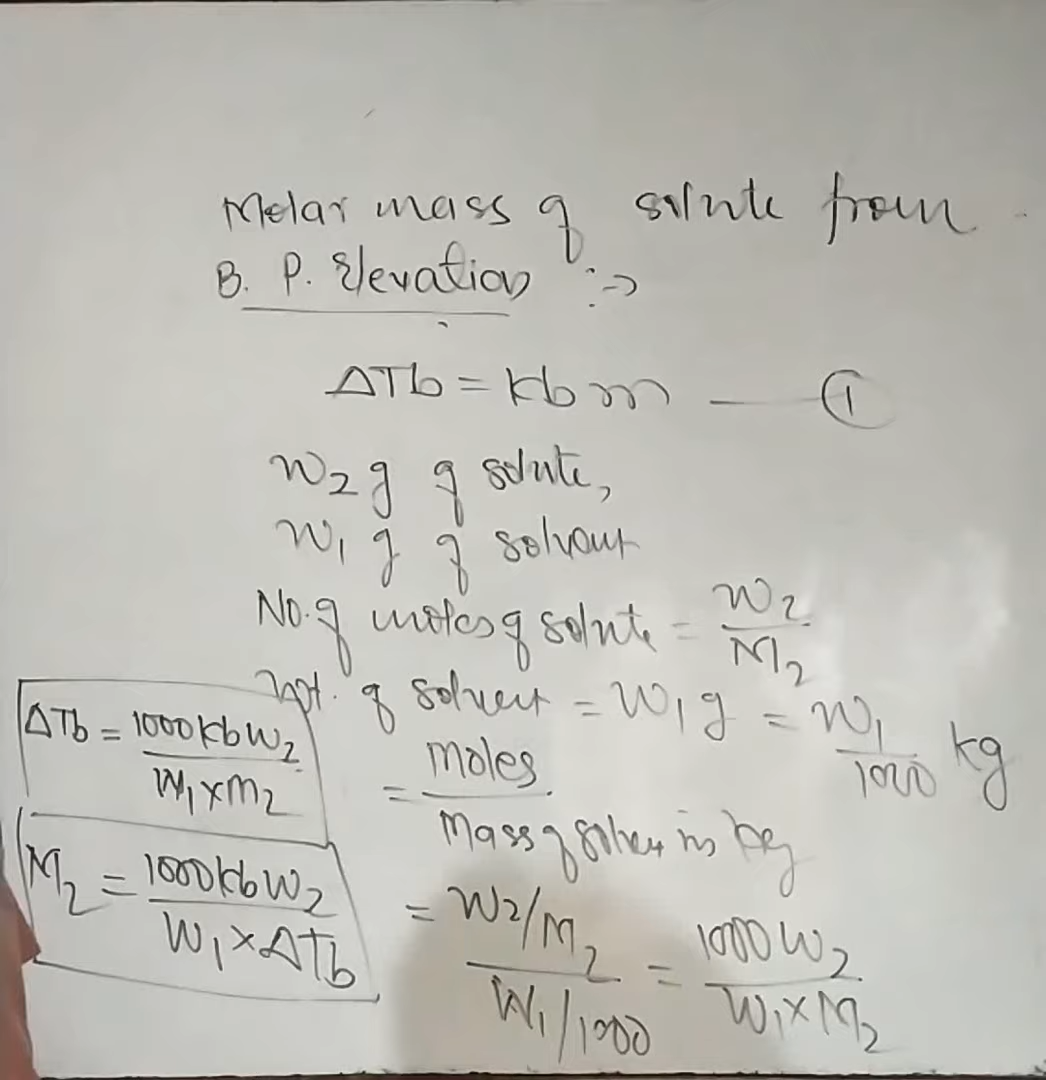 Molar mass of solute from
B. P. Elevation :->
ΔTb = Kb m — ①
W₂ g of solute,
W₁ g of solvent
No. of moles of solute = W₂/M₂
Wt. of solvent = W₁ g = W₁/1000 kg
= Moles/Mass of solvent in kg
= W₂/M₂ / W₁/1000 = 1000 W₂/W₁ × M₂
ΔTb = 1000 Kb W₂/W₁ × M₂
M₂ = 1000 Kb W₂/W₁ × ΔTb